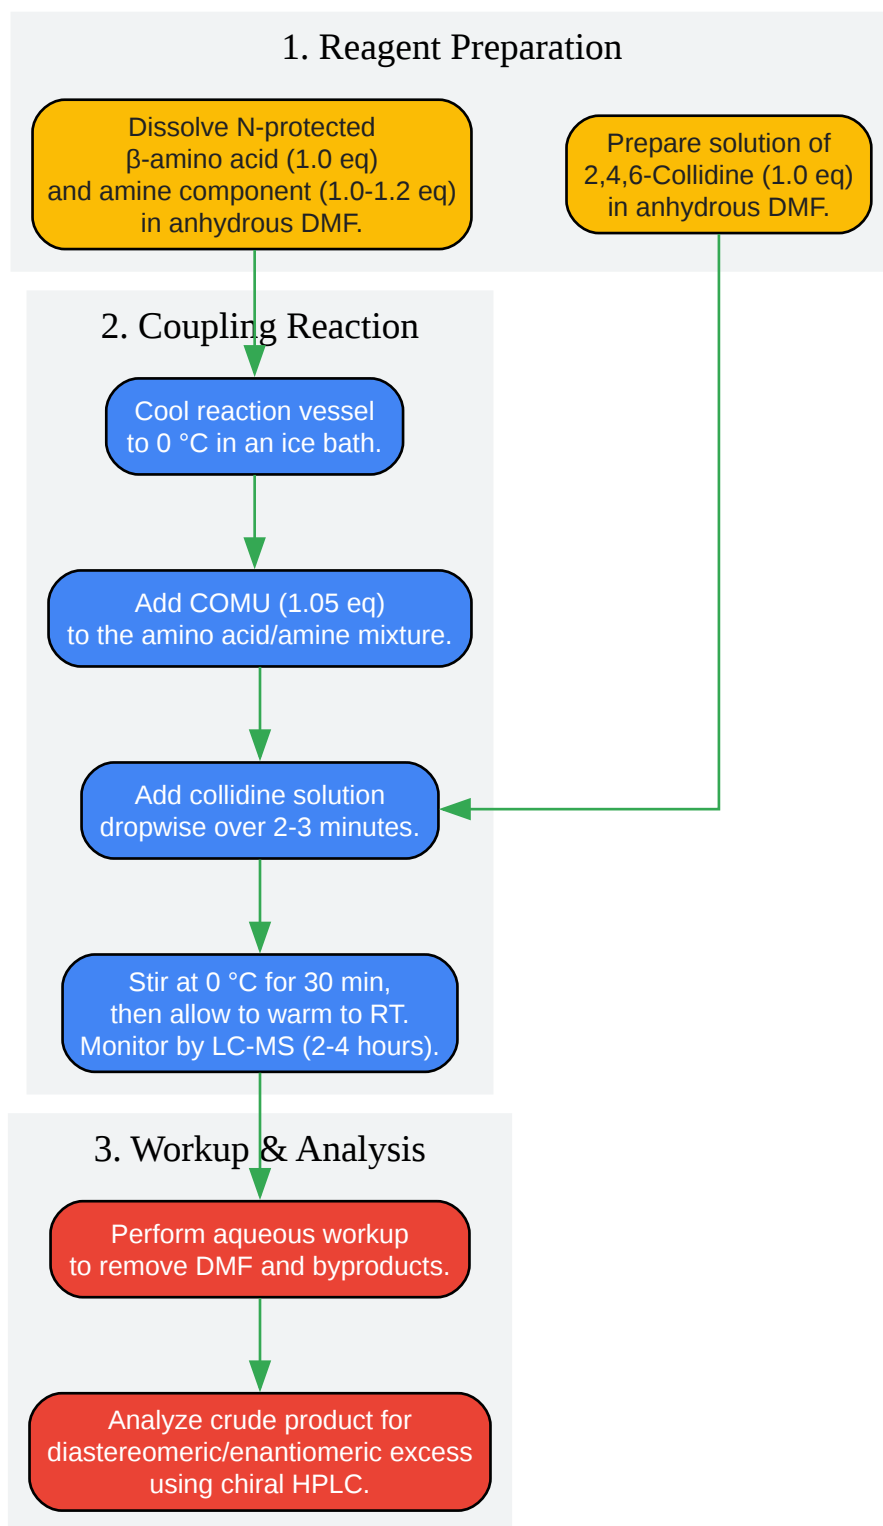 1. Reagent Preparation
Dissolve N-protected
β-amino acid (1.0 eq)
and amine component (1.0-1.2 eq)
in anhydrous DMF.
Prepare solution of
2,4,6-Collidine (1.0 eq)
in anhydrous DMF.
2. Coupling Reaction
Cool reaction vessel
to 0 °C in an ice bath.
Add COMU (1.05 eq)
to the amino acid/amine mixture.
Add collidine solution
dropwise over 2-3 minutes.
Stir at 0 °C for 30 min,
then allow to warm to RT.
Monitor by LC-MS (2-4 hours).
3. Workup & Analysis
Perform aqueous workup
to remove DMF and byproducts.
Analyze crude product for
diastereomeric/enantiomeric excess
using chiral HPLC.